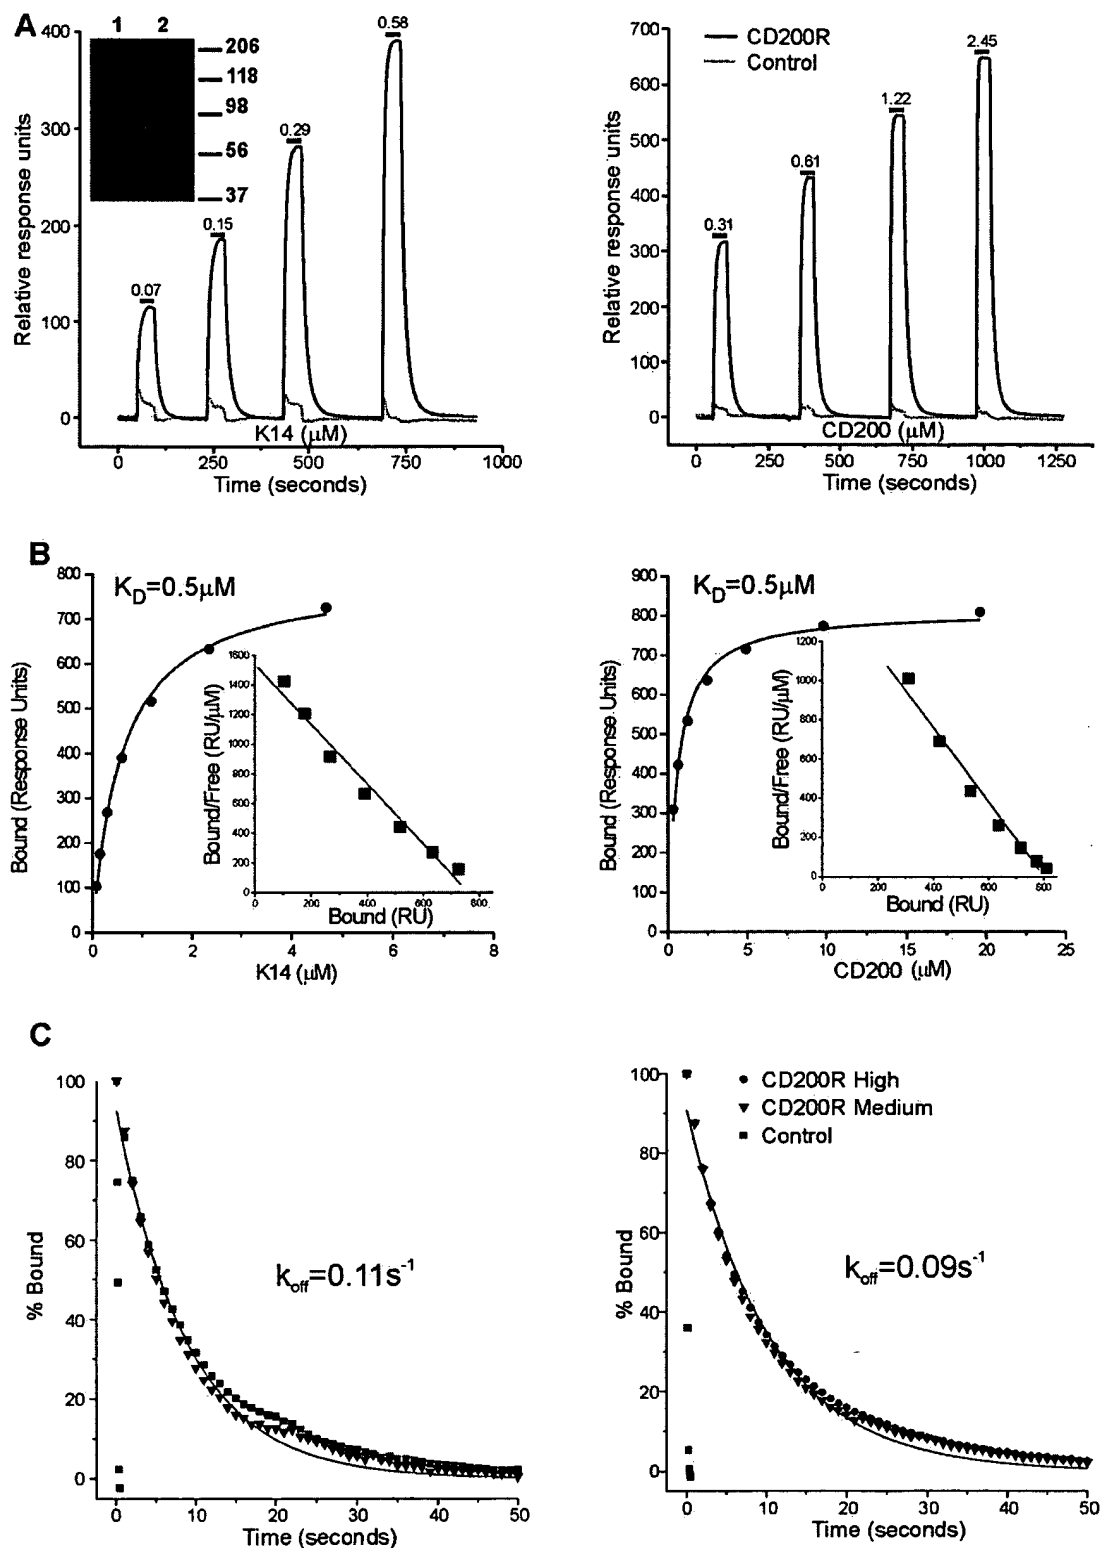 A
1 2
206
118
98
56
37
400
300
200
100
0
Relative response units
0.07
0.15
0.29
0.58
K14 (μM)
0 250 500 750 1000
Time (seconds)
700
600
500
400
300
200
100
0
Relative response units
CD200R
Control
0.31
0.61
1.22
2.45
CD200 (μM)
0 250 500 750 1000 1250
Time (seconds)
B
K_D=0.5μM
800
700
600
500
400
300
200
100
0
Bound (Response Units)
0 2 4 6 8
K14 (μM)
1600
1400
1200
1000
800
600
400
200
0
Bound/Free (RU/μM)
0 200 400 600 800
Bound (RU)
K_D=0.5μM
900
800
700
600
500
400
300
200
100
0
Bound (Response Units)
0 5 10 15 20 25
CD200 (μM)
1200
1000
800
600
400
200
0
Bound/Free (RU/μM)
0 200 400 600 800
Bound (RU)
C
100
80
60
40
20
0
% Bound
k_off=0.11s^-1
0 10 20 30 40 50
Time (seconds)
100
80
60
40
20
0
% Bound
CD200R High
CD200R Medium
Control
k_off=0.09s^-1
0 10 20 30 40 50
Time (seconds)